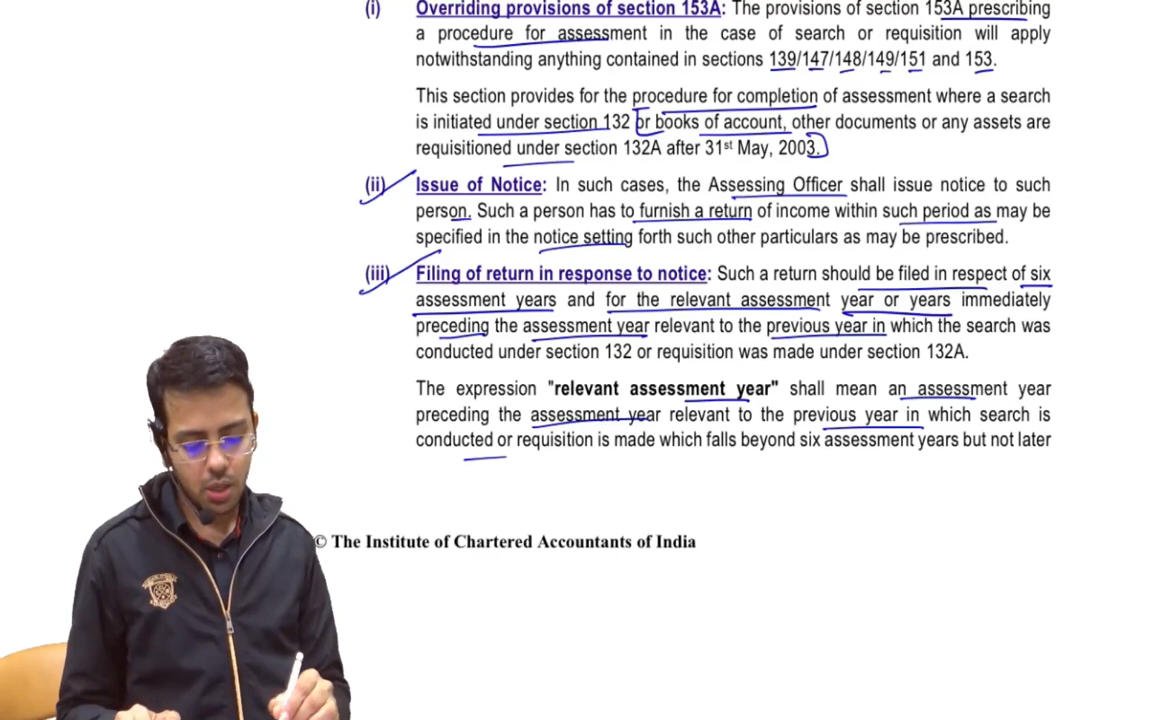 (i) Overriding provisions of section 153A: The provisions of section 153A prescribing
a procedure for assessment in the case of search or requisition will apply
notwithstanding anything contained in sections 139/147/148/149/151 and 153.
This section provides for the procedure for completion of assessment where a search
is initiated under section 132 or books of account, other documents or any assets are
requisitioned under section 132A after 31st May, 2003.
(ii) Issue of Notice: In such cases, the Assessing Officer shall issue notice to such
person. Such a person has to furnish a return of income within such period as may be
specified in the notice setting forth such other particulars as may be prescribed.
(iii) Filing of return in response to notice: Such a return should be filed in respect of six
assessment years and for the relevant assessment year or years immediately
preceding the assessment year relevant to the previous year in which the search was
conducted under section 132 or requisition was made under section 132A.
The expression "relevant assessment year" shall mean an assessment year
preceding the assessment year relevant to the previous year in which search is
conducted or requisition is made which falls beyond six assessment years but not later
© The Institute of Chartered Accountants of India